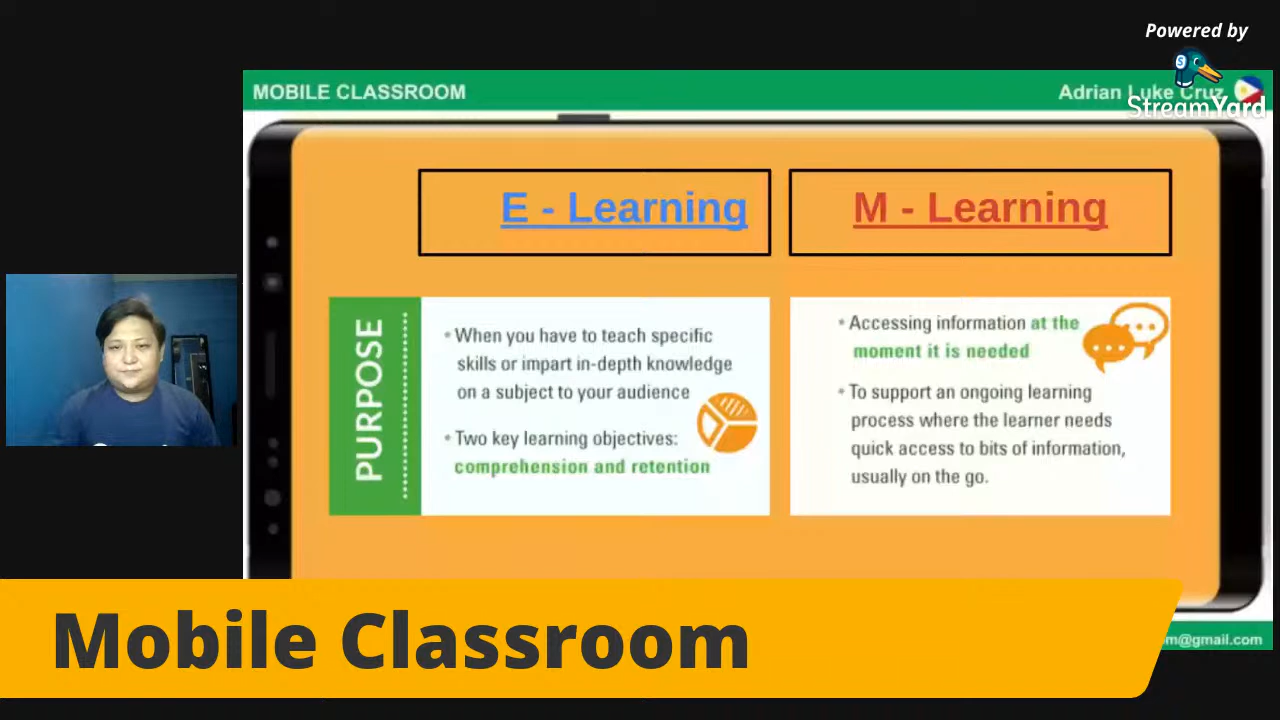 Powered by
StreamYard
MOBILE CLASSROOM
Adrian Luke Cruz
E - Learning
M - Learning
PURPOSE
• When you have to teach specific
skills or impart in-depth knowledge
on a subject to your audience
• Two key learning objectives:
comprehension and retention
• Accessing information at the
moment it is needed
• To support an ongoing learning
process where the learner needs
quick access to bits of information,
usually on the go.
Mobile Classroom
m@gmail.com